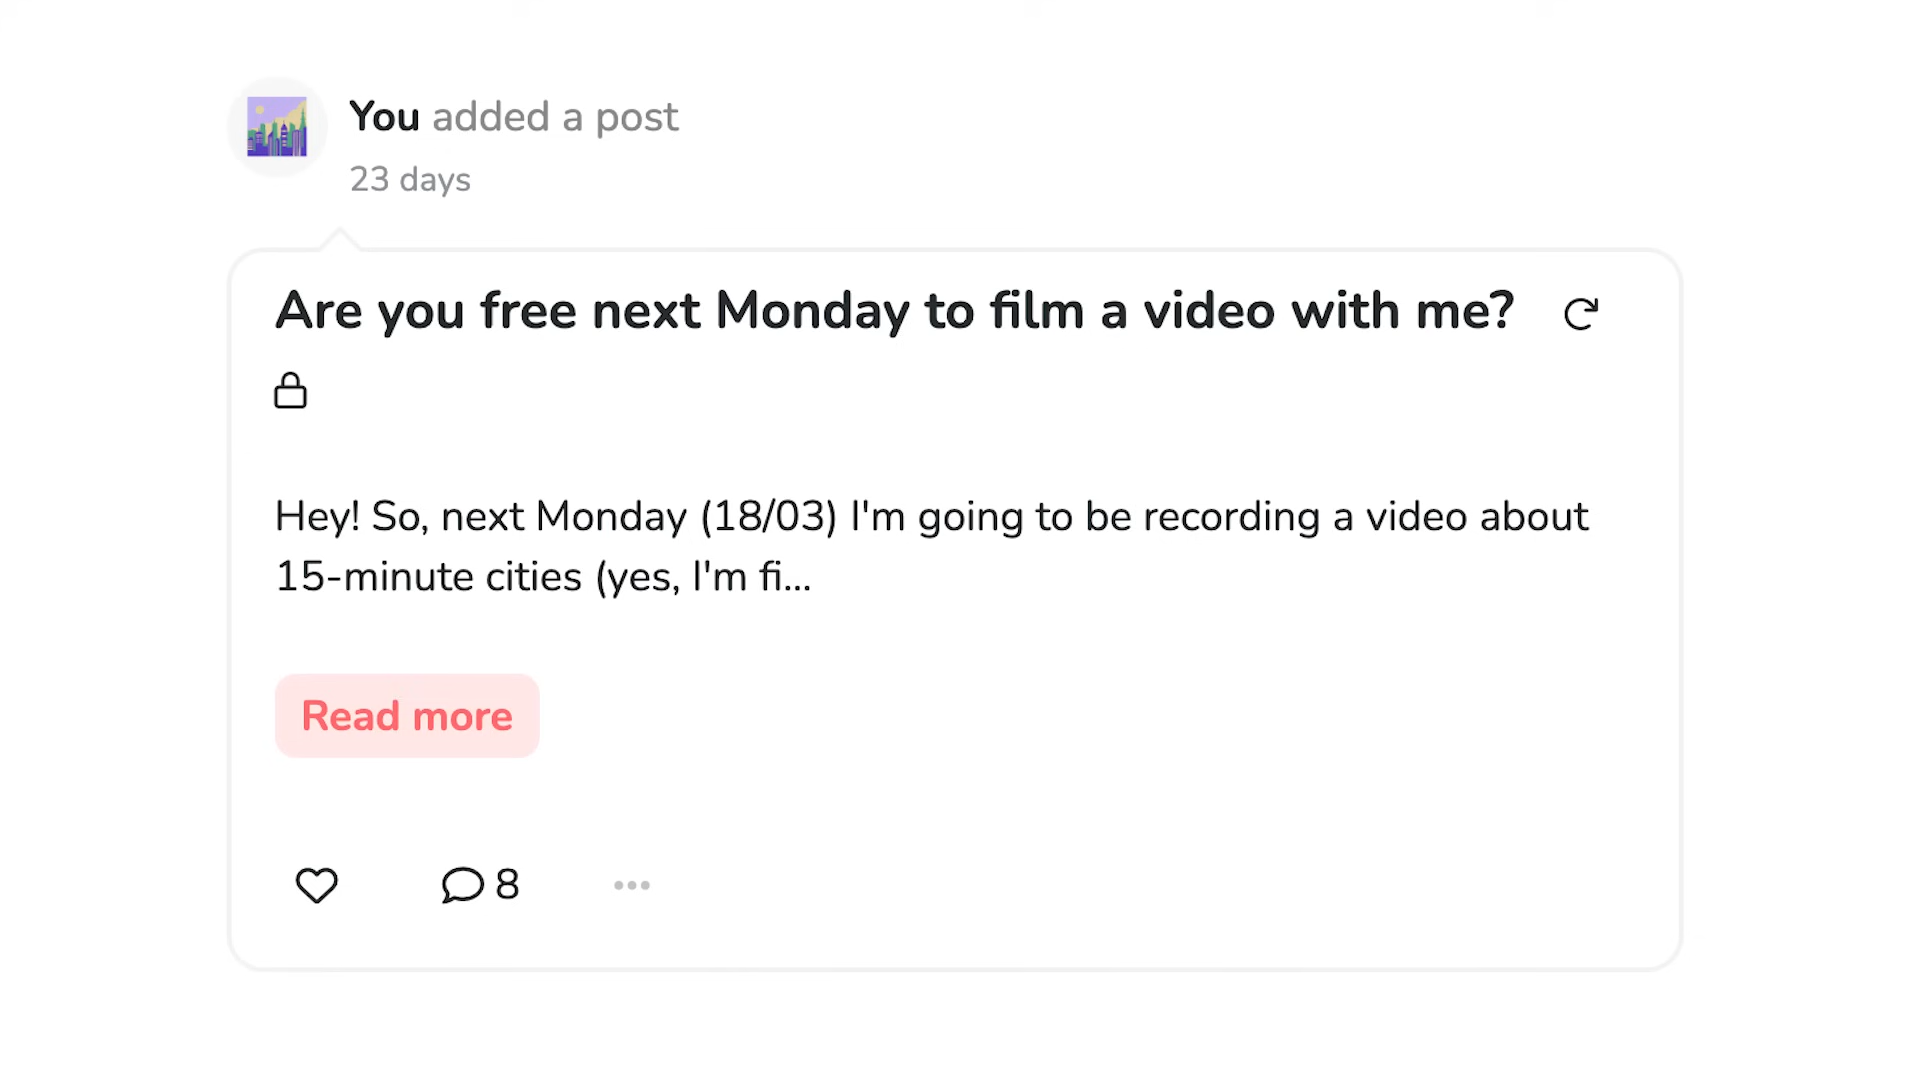 You added a post
23 days
Are you free next Monday to film a video with me?
Hey! So, next Monday (18/03) I'm going to be recording a video about
15-minute cities (yes, I'm fi...
Read more
8